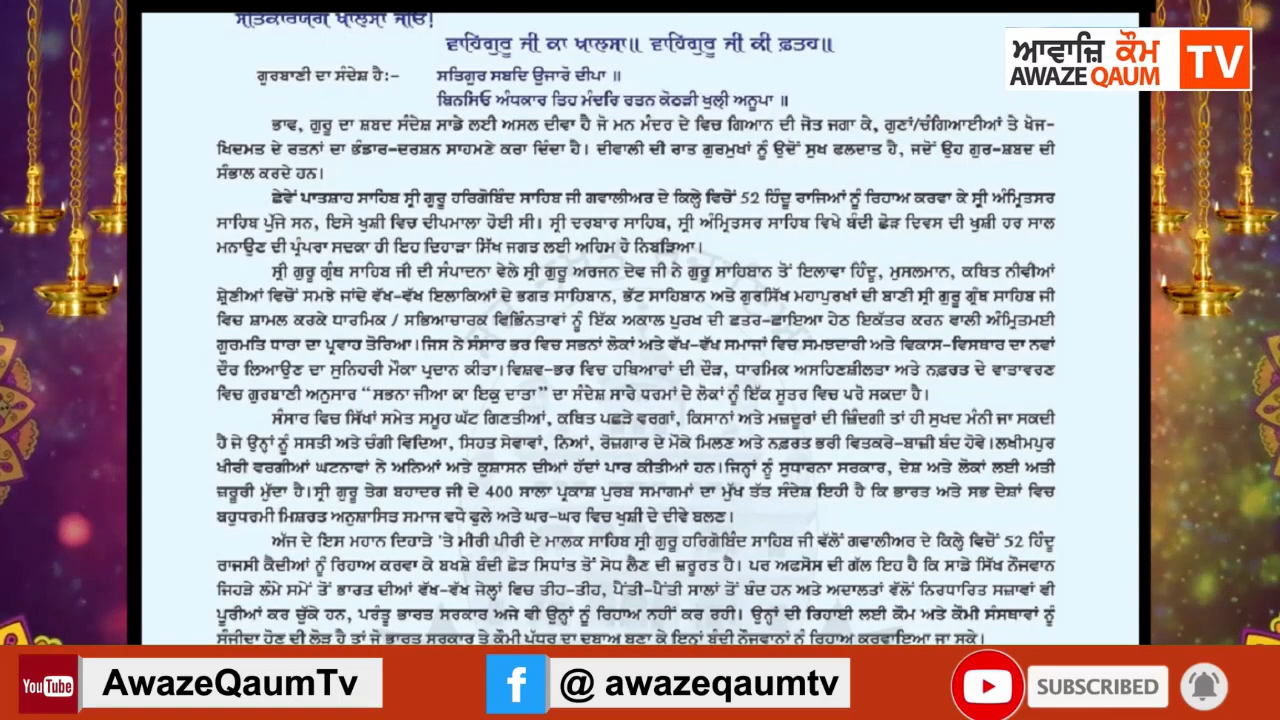 ਸਤਿਕਾਰਯੋਗ ਖਾਲਸਾ ਜੀਓ!
ਵਾਹਿਗੁਰੂ ਜੀ ਕਾ ਖਾਲਸਾ॥ ਵਾਹਿਗੁਰੂ ਜੀ ਕੀ ਫ਼ਤਹ॥
ਗੁਰਬਾਣੀ ਦਾ ਸੰਦੇਸ਼ ਹੈ:- ਸਤਿਗੁਰ ਸਬਦਿ ਉਜਾਰੋ ਦੀਪਾ ॥
ਬਿਨਸਿਓ ਅੰਧਕਾਰ ਤਿਹ ਮੰਦਰਿ ਰਤਨ ਕੋਠੜੀ ਖੁਲ੍ਹੀ ਅਨੂਪਾ ॥
ਭਾਵ, ਗੁਰੂ ਦਾ ਸ਼ਬਦ ਸੰਦੇਸ਼ ਸਾਡੇ ਲਈ ਅਸਲ ਦੀਵਾ ਹੈ ਜੋ ਮਨ ਮੰਦਰ ਦੇ ਵਿਚ ਗਿਆਨ ਦੀ ਜੋਤ ਜਗਾ ਕੇ, ਗੁਣਾਂ/ਚੰਗਿਆਈਆਂ ਤੇ ਖੋਜ-
ਖਿਦਮਤ ਦੇ ਰਤਨਾਂ ਦਾ ਭੰਡਾਰ-ਦਰਸ਼ਨ ਸਾਹਮਣੇ ਕਰਾ ਦਿੰਦਾ ਹੈ। ਦੀਵਾਲੀ ਦੀ ਰਾਤ ਗੁਰਮੁਖਾਂ ਨੂੰ ਉਦੋਂ ਸੁਖ ਫਲਦਾਤ ਹੈ, ਜਦੋਂ ਉਹ ਗੁਰ-ਸ਼ਬਦ ਦੀ
ਸੰਭਾਲ ਕਰਦੇ ਹਨ।
ਛੇਵੇਂ ਪਾਤਸ਼ਾਹ ਸਾਹਿਬ ਸ੍ਰੀ ਗੁਰੂ ਹਰਿਗੋਬਿੰਦ ਸਾਹਿਬ ਜੀ ਗਵਾਲੀਅਰ ਦੇ ਕਿਲ੍ਹੇ ਵਿਚੋਂ 52 ਹਿੰਦੂ ਰਾਜਿਆਂ ਨੂੰ ਰਿਹਾਅ ਕਰਵਾ ਕੇ ਸ੍ਰੀ ਅੰਮ੍ਰਿਤਸਰ
ਸਾਹਿਬ ਪੁੱਜੇ ਸਨ, ਇਸੇ ਖੁਸ਼ੀ ਵਿਚ ਦੀਪਮਾਲਾ ਹੋਈ ਸੀ। ਸ੍ਰੀ ਦਰਬਾਰ ਸਾਹਿਬ, ਸ੍ਰੀ ਅੰਮ੍ਰਿਤਸਰ ਸਾਹਿਬ ਵਿਖੇ ਬੰਦੀ ਛੋੜ ਦਿਵਸ ਦੀ ਖੁਸ਼ੀ ਹਰ ਸਾਲ
ਮਨਾਉਣ ਦੀ ਪ੍ਰੰਪਰਾ ਸਦਕਾ ਹੀ ਇਹ ਦਿਹਾੜਾ ਸਿੱਖ ਜਗਤ ਲਈ ਅਹਿਮ ਹੋ ਨਿਬੜਿਆ।
ਸ੍ਰੀ ਗੁਰੂ ਗ੍ਰੰਥ ਸਾਹਿਬ ਜੀ ਦੀ ਸੰਪਾਦਨਾ ਵੇਲੇ ਸ੍ਰੀ ਗੁਰੂ ਅਰਜਨ ਦੇਵ ਜੀ ਨੇ ਗੁਰੂ ਸਾਹਿਬਾਨ ਤੋਂ ਇਲਾਵਾ ਹਿੰਦੂ, ਮੁਸਲਮਾਨ, ਕਥਿਤ ਨੀਵੀਆਂ
ਸ਼੍ਰੇਣੀਆਂ ਵਿਚੋਂ ਸਮਝੇ ਜਾਂਦੇ ਵੱਖ-ਵੱਖ ਇਲਾਕਿਆਂ ਦੇ ਭਗਤ ਸਾਹਿਬਾਨ, ਭੱਟ ਸਾਹਿਬਾਨ ਅਤੇ ਗੁਰਸਿੱਖ ਮਹਾਪੁਰਖਾਂ ਦੀ ਬਾਣੀ ਸ੍ਰੀ ਗੁਰੂ ਗ੍ਰੰਥ ਸਾਹਿਬ ਜੀ
ਵਿਚ ਸ਼ਾਮਲ ਕਰਕੇ ਧਾਰਮਿਕ / ਸਭਿਆਚਾਰਕ ਵਿਭਿੰਨਤਾਵਾਂ ਨੂੰ ਇੱਕ ਅਕਾਲ ਪੁਰਖ ਦੀ ਛਤਰ-ਛਾਇਆ ਹੇਠ ਇਕੱਤਰ ਕਰਨ ਵਾਲੀ ਅੰਮ੍ਰਿਤਮਈ
ਗੁਰਮਤਿ ਧਾਰਾ ਦਾ ਪ੍ਰਵਾਹ ਤੋਰਿਆ।ਜਿਸ ਨੇ ਸੰਸਾਰ ਭਰ ਵਿਚ ਸਭਨਾਂ ਲੋਕਾਂ ਅਤੇ ਵੱਖ-ਵੱਖ ਸਮਾਜਾਂ ਵਿਚ ਸਮਝਦਾਰੀ ਅਤੇ ਵਿਕਾਸ-ਵਿਸਥਾਰ ਦਾ ਨਵਾਂ
ਦੌਰ ਲਿਆਉਣ ਦਾ ਸੁਨਿਹਰੀ ਮੌਕਾ ਪ੍ਰਦਾਨ ਕੀਤਾ।ਵਿਸ਼ਵ-ਭਰ ਵਿਚ ਹਥਿਆਰਾਂ ਦੀ ਦੌੜ, ਧਾਰਮਿਕ ਅਸਹਿਣਸ਼ੀਲਤਾ ਅਤੇ ਨਫ਼ਰਤ ਦੇ ਵਾਤਾਵਰਣ
ਵਿਚ ਗੁਰਬਾਣੀ ਅਨੁਸਾਰ “ਸਭਨਾ ਜੀਆ ਕਾ ਇਕੁ ਦਾਤਾ” ਦਾ ਸੰਦੇਸ਼ ਸਾਰੇ ਧਰਮਾਂ ਦੇ ਲੋਕਾਂ ਨੂੰ ਇੱਕ ਸੂਤਰ ਵਿਚ ਪਰੋ ਸਕਦਾ ਹੈ।
ਸੰਸਾਰ ਵਿਚ ਸਿੱਖਾਂ ਸਮੇਤ ਸਮੂਹ ਘੱਟ ਗਿਣਤੀਆਂ, ਕਥਿਤ ਪਛੜੇ ਵਰਗਾਂ, ਕਿਸਾਨਾਂ ਅਤੇ ਮਜ਼ਦੂਰਾਂ ਦੀ ਜ਼ਿੰਦਗੀ ਤਾਂ ਹੀ ਸੁਖਦ ਮੰਨੀ ਜਾ ਸਕਦੀ
ਹੈ ਜੇ ਉਨ੍ਹਾਂ ਨੂੰ ਸਸਤੀ ਅਤੇ ਚੰਗੀ ਵਿਦਿਆ, ਸਿਹਤ ਸੇਵਾਵਾਂ, ਨਿਆਂ, ਰੋਜ਼ਗਾਰ ਦੇ ਮੌਕੇ ਮਿਲਣ ਅਤੇ ਨਫ਼ਰਤ ਭਰੀ ਵਿਤਕਰੇ-ਬਾਜ਼ੀ ਬੰਦ ਹੋਵੇ।ਲਖੀਮਪੁਰ
ਖੀਰੀ ਵਰਗੀਆਂ ਘਟਨਾਵਾਂ ਨੇ ਅਨਿਆਂ ਅਤੇ ਕੁਸ਼ਾਸਨ ਦੀਆਂ ਹੱਦਾਂ ਪਾਰ ਕੀਤੀਆਂ ਹਨ।ਜਿਨ੍ਹਾਂ ਨੂੰ ਸੁਧਾਰਨਾ ਸਰਕਾਰ, ਦੇਸ਼ ਅਤੇ ਲੋਕਾਂ ਲਈ ਅਤੀ
ਜ਼ਰੂਰੀ ਮੁੱਦਾ ਹੈ।ਸ੍ਰੀ ਗੁਰੂ ਤੇਗ ਬਹਾਦਰ ਜੀ ਦੇ 400 ਸਾਲਾ ਪ੍ਰਕਾਸ਼ ਪੁਰਬ ਸਮਾਗਮਾਂ ਦਾ ਮੁੱਖ ਤੱਤ ਸੰਦੇਸ਼ ਇਹੀ ਹੈ ਕਿ ਭਾਰਤ ਅਤੇ ਸਭ ਦੇਸ਼ਾਂ ਵਿਚ
ਬਹੁਧਰਮੀ ਮਿਸ਼ਰਤ ਅਨੁਸ਼ਾਸਿਤ ਸਮਾਜ ਵਧੇ ਫੁਲੇ ਅਤੇ ਘਰ-ਘਰ ਵਿਚ ਖੁਸ਼ੀ ਦੇ ਦੀਵੇ ਬਲਣ।
ਅੱਜ ਦੇ ਇਸ ਮਹਾਨ ਦਿਹਾੜੇ 'ਤੇ ਮੀਰੀ ਪੀਰੀ ਦੇ ਮਾਲਕ ਸਾਹਿਬ ਸ੍ਰੀ ਗੁਰੂ ਹਰਿਗੋਬਿੰਦ ਸਾਹਿਬ ਜੀ ਵੱਲੋਂ ਗਵਾਲੀਅਰ ਦੇ ਕਿਲ੍ਹੇ ਵਿਚੋਂ 52 ਹਿੰਦੂ
ਰਾਜਸੀ ਕੈਦੀਆਂ ਨੂੰ ਰਿਹਾਅ ਕਰਵਾ ਕੇ ਬਖਸ਼ੇ ਬੰਦੀ ਛੋੜ ਸਿਧਾਂਤ ਤੋਂ ਸੇਧ ਲੈਣ ਦੀ ਜ਼ਰੂਰਤ ਹੈ। ਪਰ ਅਫਸੋਸ ਦੀ ਗੱਲ ਇਹ ਹੈ ਕਿ ਸਾਡੇ ਸਿੱਖ ਨੌਜਵਾਨ
ਜਿਹੜੇ ਲੰਮੇ ਸਮੇਂ ਤੋਂ ਭਾਰਤ ਦੀਆਂ ਵੱਖ-ਵੱਖ ਜੇਲ੍ਹਾਂ ਵਿਚ ਤੀਹ-ਤੀਹ, ਪੈਂਤੀ-ਪੈਂਤੀ ਸਾਲਾਂ ਤੋਂ ਬੰਦ ਹਨ ਅਤੇ ਅਦਾਲਤਾਂ ਵੱਲੋਂ ਨਿਰਧਾਰਿਤ ਸਜ਼ਾਵਾਂ ਵੀ
ਪੂਰੀਆਂ ਕਰ ਚੁੱਕੇ ਹਨ, ਪਰੰਤੂ ਭਾਰਤ ਸਰਕਾਰ ਅਜੇ ਵੀ ਉਨ੍ਹਾਂ ਨੂੰ ਰਿਹਾਅ ਨਹੀਂ ਕਰ ਰਹੀ। ਉਨ੍ਹਾਂ ਦੀ ਰਿਹਾਈ ਲਈ ਕੌਮ ਅਤੇ ਕੌਮੀ ਸੰਸਥਾਵਾਂ ਨੂੰ
ਸੰਜੀਦਾ ਹੋਣ ਦੀ ਲੋੜ ਹੈ ਤਾਂ ਜੋ ਭਾਰਤ ਸਰਕਾਰ ਤੇ ਕੌਮੀ ਪੱਧਰ ਦਾ ਦਬਾਅ ਬਣਾ ਕੇ ਇਨ੍ਹਾਂ ਬੰਦੀ ਨੌਜਵਾਨਾਂ ਨੂੰ ਰਿਹਾਅ ਕਰਵਾਇਆ ਜਾ ਸਕੇ।
ਆਵਾਜ਼ਿ ਕੌਮ
AWAZE QAUM
TV
YouTube
AwazeQaumTv
f
@ awazeqaumtv
SUBSCRIBED